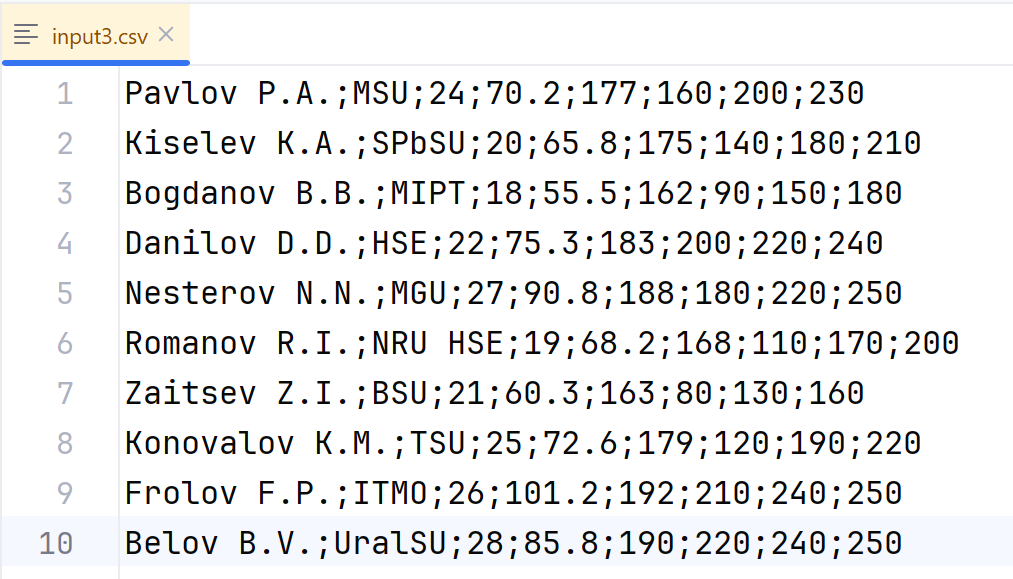 input3.csv
1 Pavlov P.A.;MSU;24;70.2;177;160;200;230
2 Kiselev K.A.;SPbSU;20;65.8;175;140;180;210
3 Bogdanov B.B.;MIPT;18;55.5;162;90;150;180
4 Danilov D.D.;HSE;22;75.3;183;200;220;240
5 Nesterov N.N.;MGU;27;90.8;188;180;220;250
6 Romanov R.I.;NRU HSE;19;68.2;168;110;170;200
7 Zaitsev Z.I.;BSU;21;60.3;163;80;130;160
8 Konovalov K.M.;TSU;25;72.6;179;120;190;220
9 Frolov F.P.;ITMO;26;101.2;192;210;240;250
10 Belov B.V.;UralSU;28;85.8;190;220;240;250